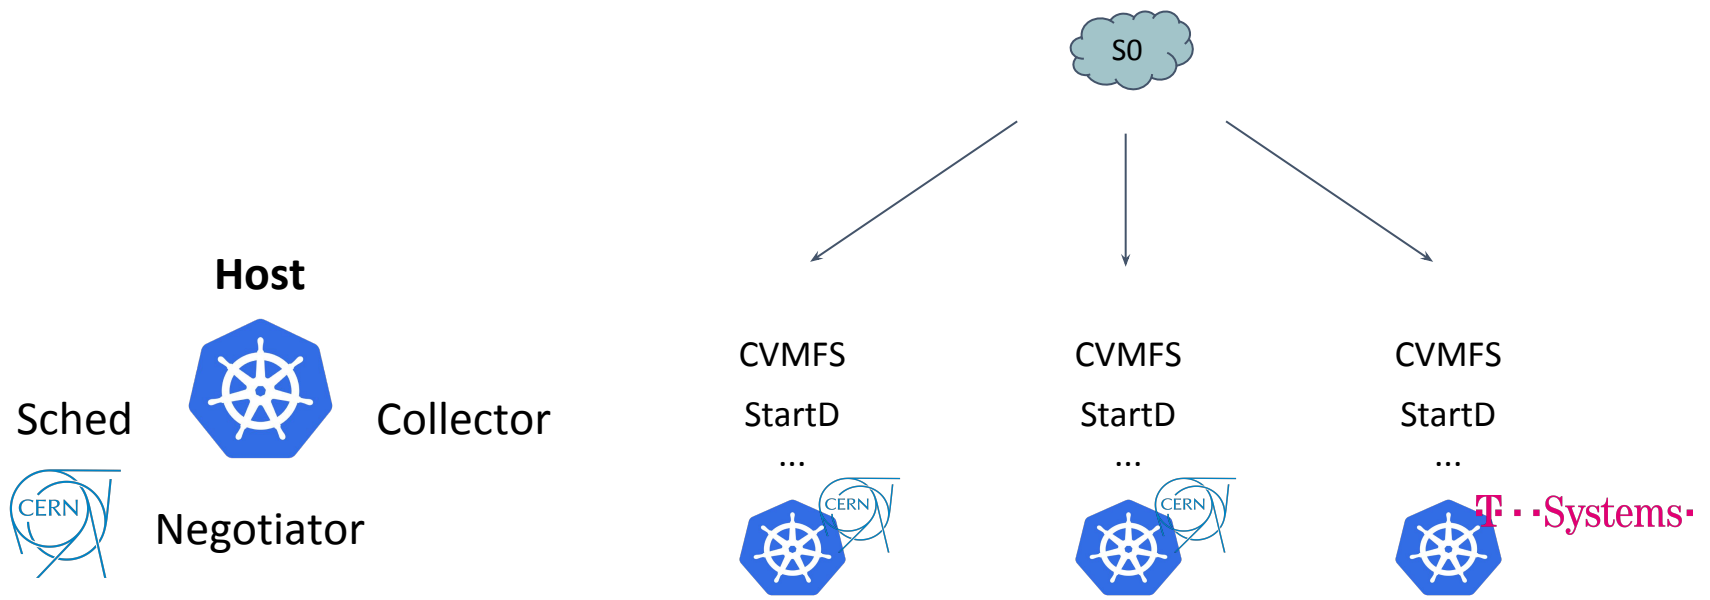 S0
Host
Sched
Collector
CERN
Negotiator
CVMFS
StartD
...
CERN
CVMFS
StartD
...
CERN
CVMFS
StartD
...
T··Systems·